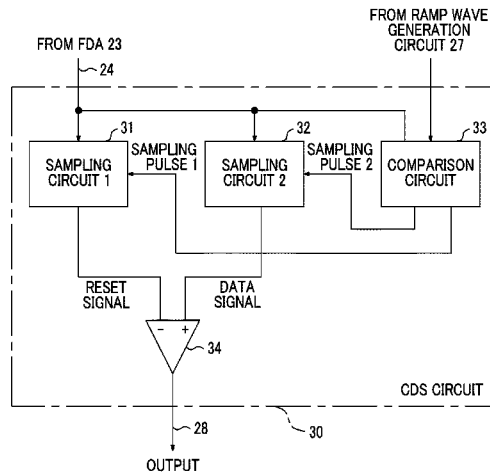 FROM RAMP WAVE
GENERATION
CIRCUIT 27
FROM FDA 23
24
31
32
33
SAMPLING
CIRCUIT 1
SAMPLING
PULSE 1
SAMPLING
CIRCUIT 2
SAMPLING
PULSE 2
COMPARISON
CIRCUIT
RESET
SIGNAL
DATA
SIGNAL
- +
34
CDS CIRCUIT
28
30
OUTPUT